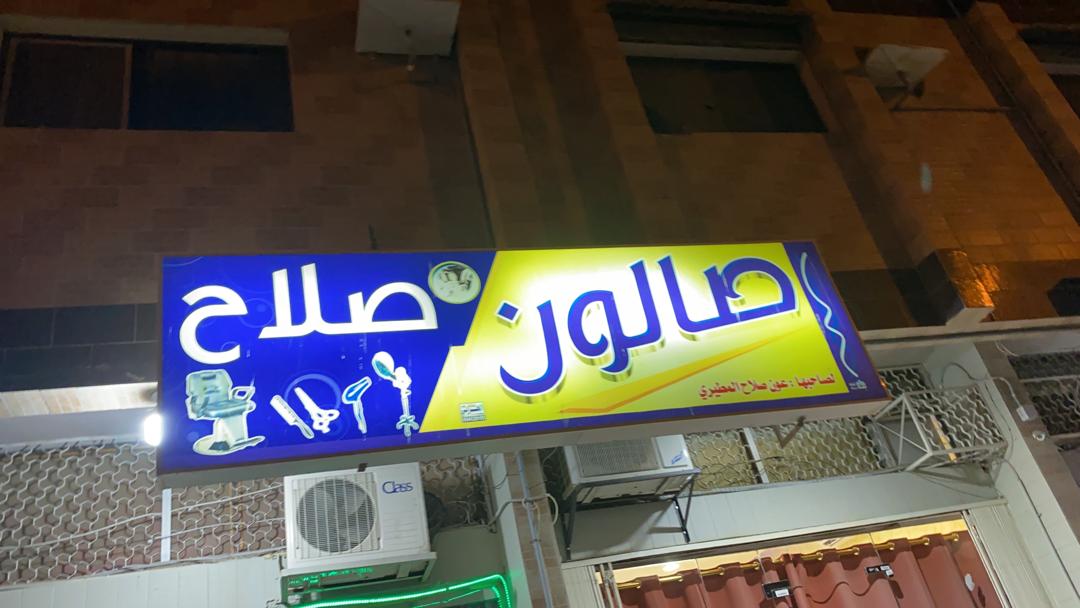 صالون صلاح
لصاحبها : عون صلاح المطيري
Class